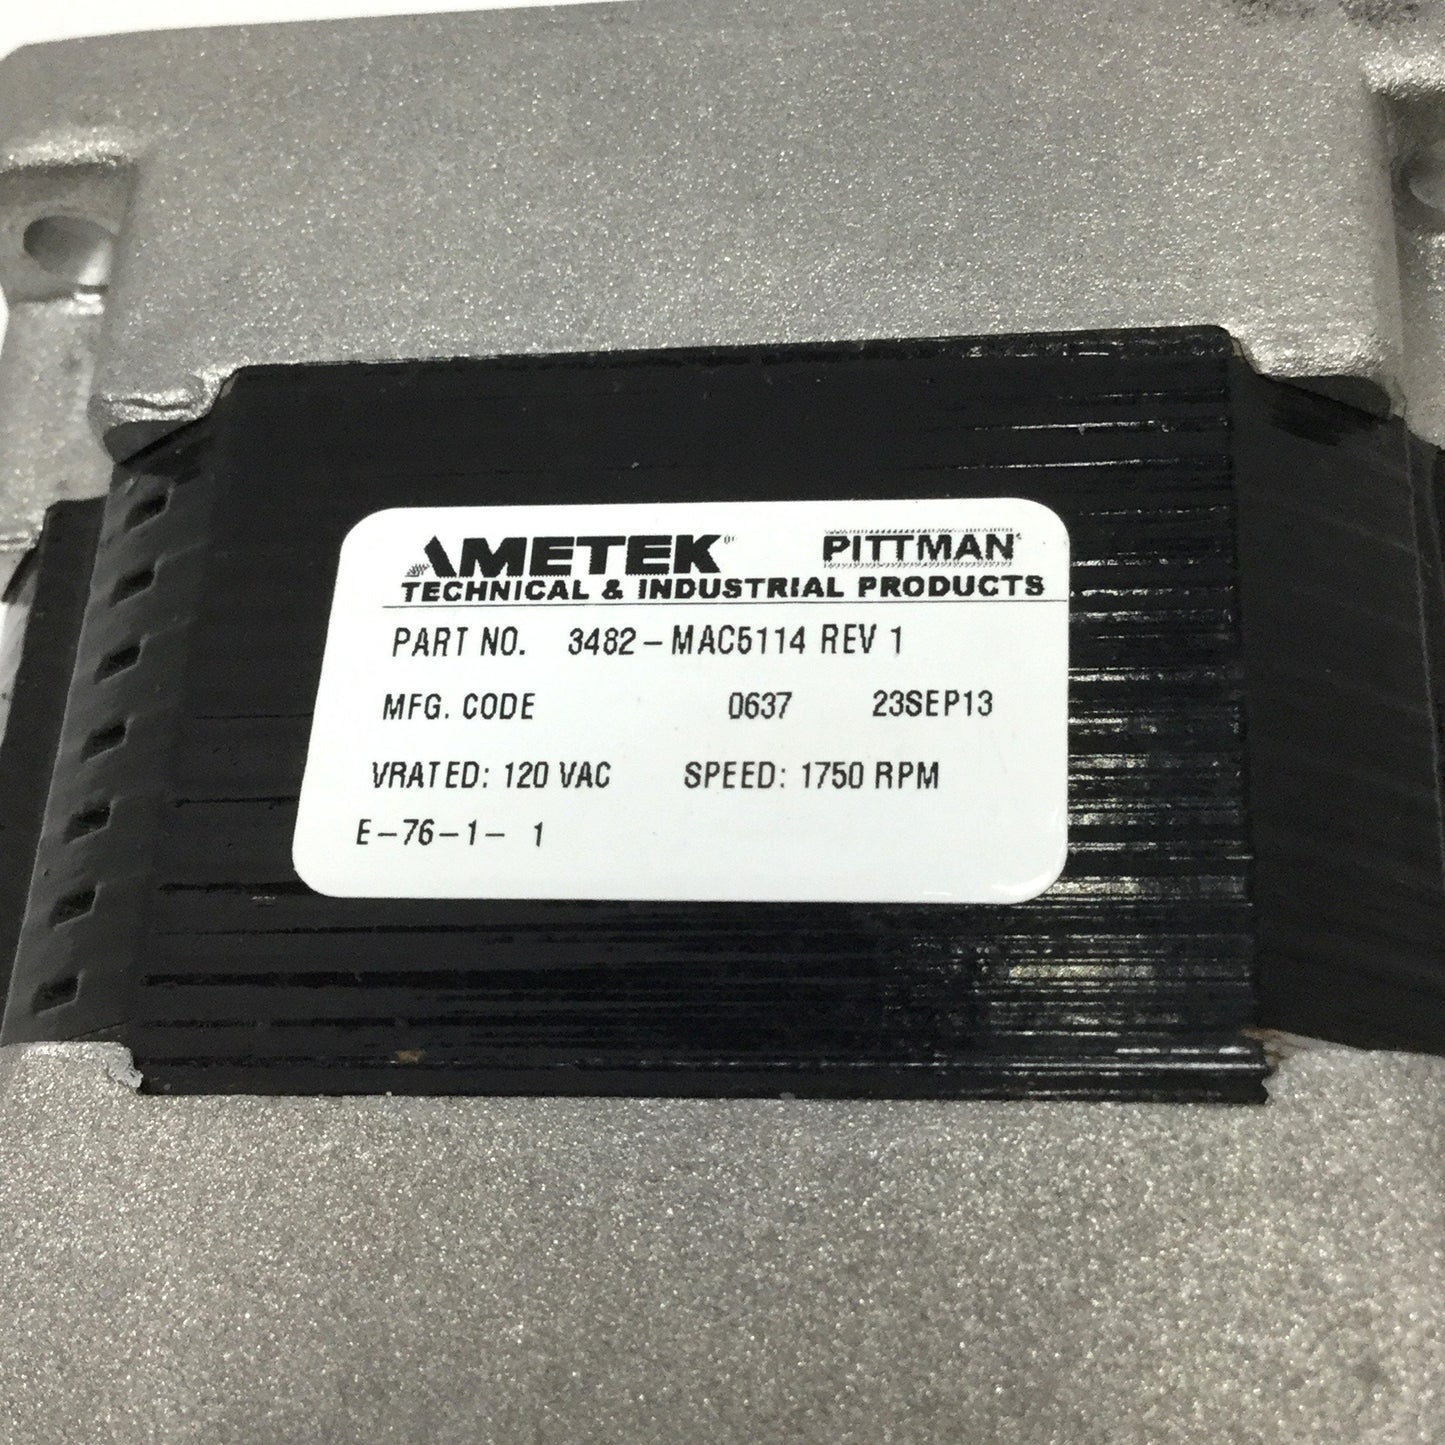 AMETEK® PITTMAN
TECHNICAL & INDUSTRIAL PRODUCTS
PART NO. 3482-MAC5114 REV 1
MFG. CODE 0637 23SEP13
VRATED: 120 VAC SPEED: 1750 RPM
E-76-1- 1